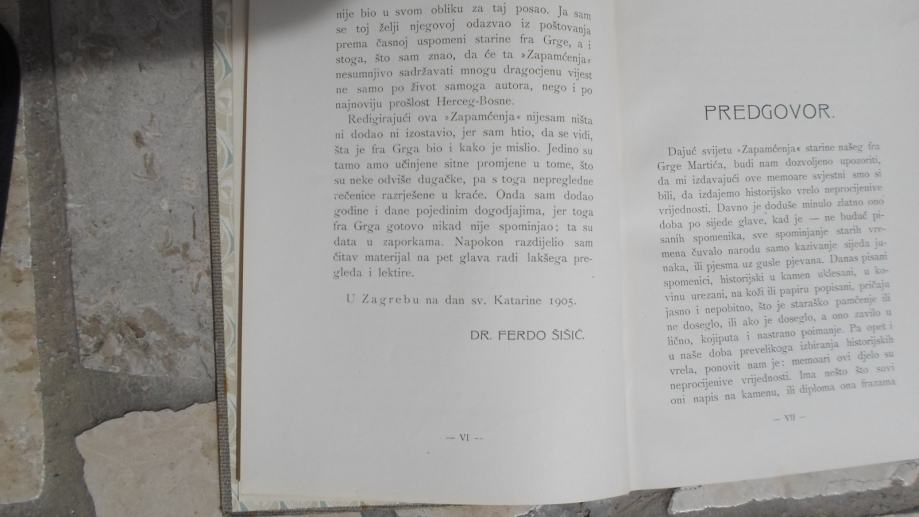 nije bio u svom obliku za taj posao. Ja sam
se toj želji njegovoj odazvao iz poštovanja
prema časnoj uspomeni starine fra Grge, a i
stoga, što sam znao, da će ta »Zapamćenja«
nesumnjivo sadržavati mnogu dragocjenu vijest
ne samo po život samoga autora, nego i po
najnoviju prošlost Herceg-Bosne.
Redigirajući ova »Zapamćenja« nijesam ništa
ni dodao ni izostavio, jer sam htio, da se vidi,
šta je fra Grga bio i kako je mislio. Jedino su
tamo amo učinjene sitne promjene u tome, što
su neke odviše dugačke, pa s toga nepregledne
rečenice razrješene u kraće. Onda sam dodao
godine i dane pojedinim dogodjajima, jer toga
fra Grga gotovo nikad nije spominjao; ta su
data u zaporkama. Napokon razdijelio sam
čitav materijal na pet glava radi lakšega pre-
gleda i lektire.
U Zagrebu na dan sv. Katarine 1905.
DR. FERDO ŠIŠIĆ.
— VI —
PREDGOVOR.
Dajuć svijetu »Zapamćenja« starine našeg fra
Grge Martića, budi nam dozvoljeno upozoriti,
da mi izdavajući ove memoare svjestni smo si
bili, da izdajemo historijsko vrelo neprocijenive
vrijednosti. Davno je doduše minulo zlatno ono
doba po sijede glave, kad je — ne buduć pi-
sanih spomenika, sve spominjanje starih vre-
mena čuvalo narodu samo kazivanje sijeda ju-
naka, ili pjesma uz gusle pjevana. Danas pisani
spomenici, historijski u kamen uklesani, u ko-
vinu urezani, na koži ili papiru popisani, pričaju
jasno i nepobitno, što je staraško pamčenje ili
ne doseglo, ili ako je doseglo, a ono zavilo u
lično, kojiputa i nastrano poimanje. Pa opet i
u naše doba prevelikoga izbiranja historijskih
vrela, ponovit nam je: memoari ovi djelo su
neprocijenive vrijednosti. Ima nešto što savi
oni napis na kamenu, ili diploma ona frazama
— VII —